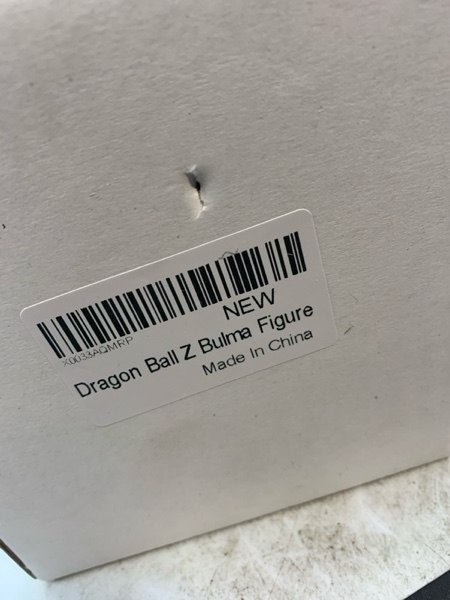 X0033AQMRP
NEW
Dragon Ball Z Bulma Figure
Made In China